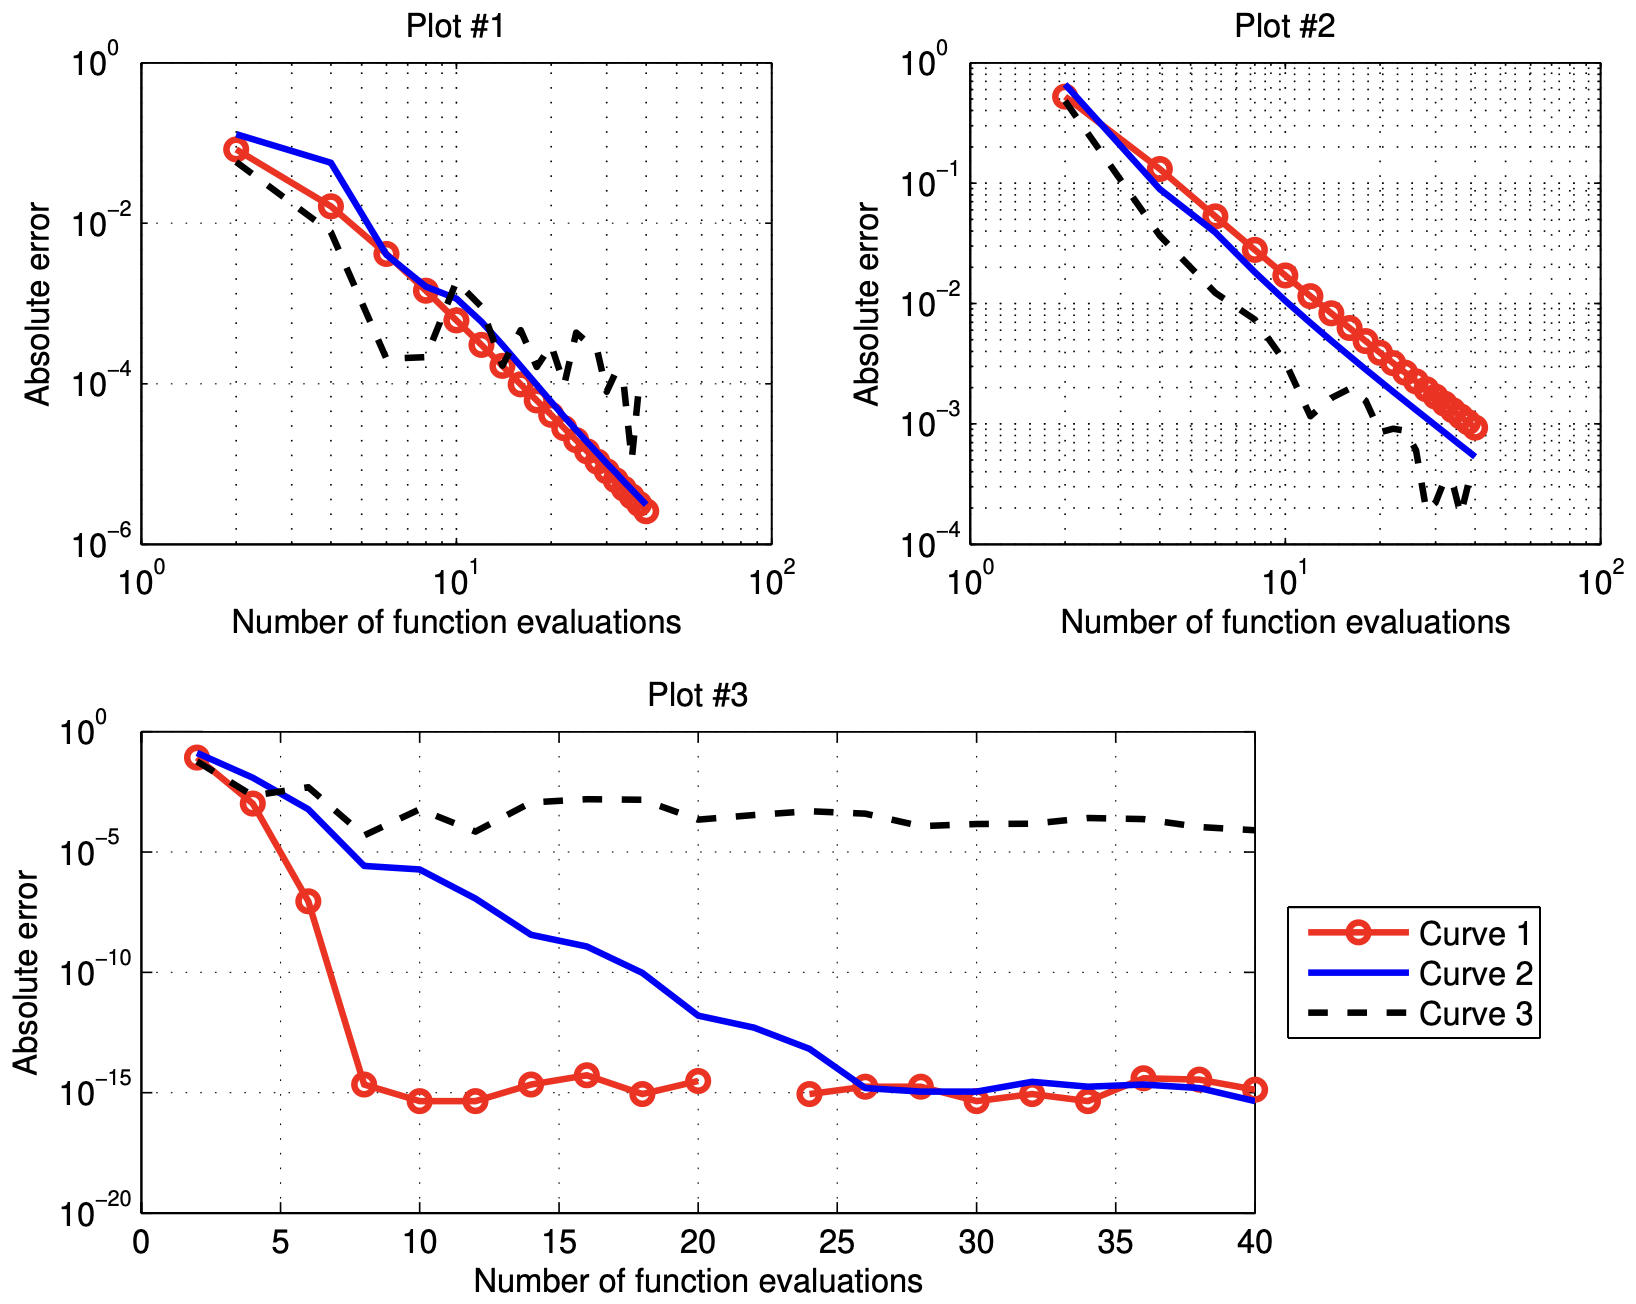 Plot #1
10^0
10^-2
10^-4
10^-6
Absolute error
10^0
10^1
10^2
Number of function evaluations
Plot #2
10^0
10^-1
10^-2
10^-3
10^-4
Absolute error
10^0
10^1
10^2
Number of function evaluations
Plot #3
10^0
10^-5
10^-10
10^-15
10^-20
Absolute error
0 5 10 15 20 25 30 35 40
Number of function evaluations
Curve 1
Curve 2
Curve 3